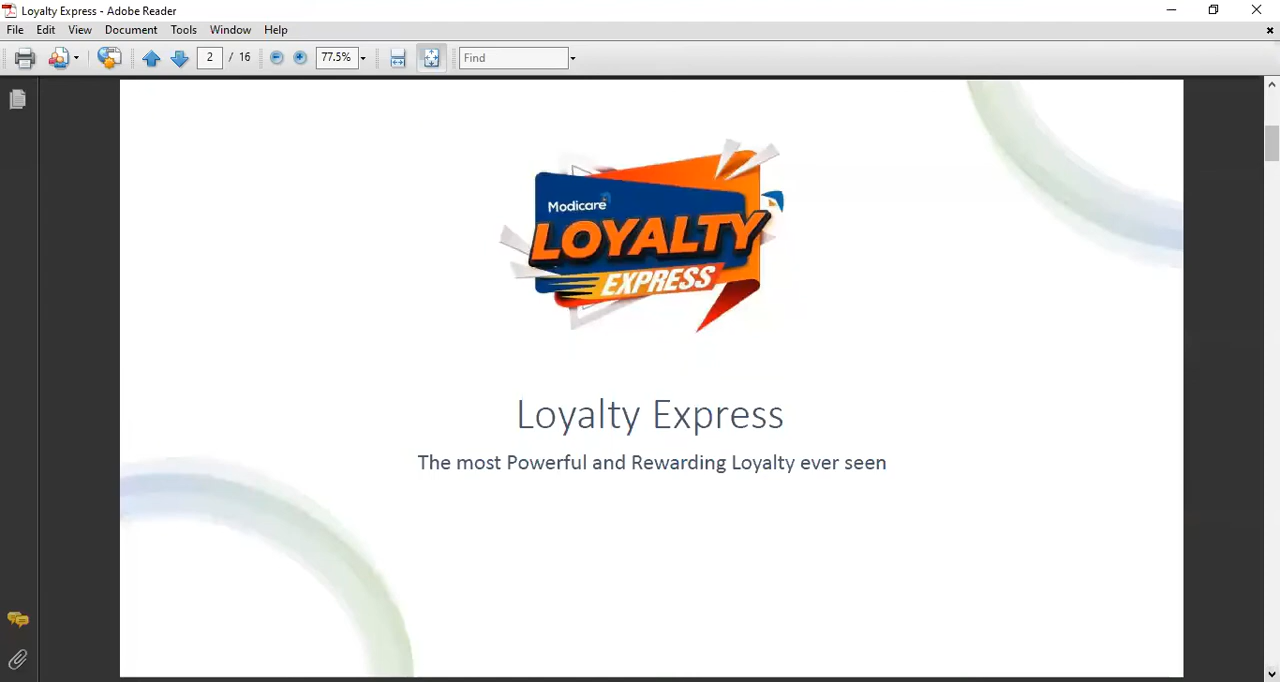 Loyalty Express - Adobe Reader
File Edit View Document Tools Window Help
2 / 16 77.5% Find
Modicare
LOYALTY
EXPRESS
Loyalty Express
The most Powerful and Rewarding Loyalty ever seen